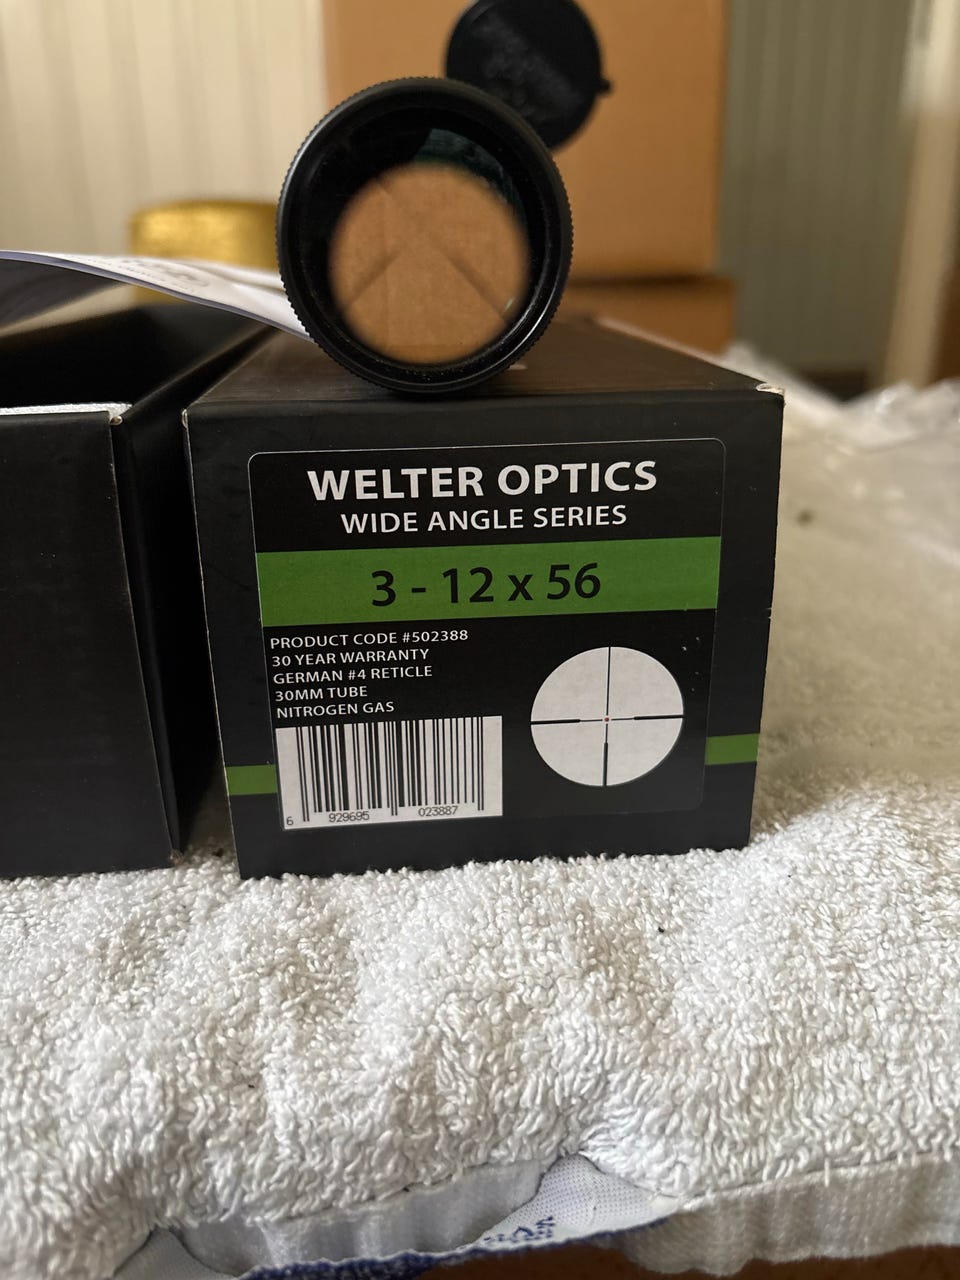 WELTER OPTICS
WIDE ANGLE SERIES
3 - 12 x 56
PRODUCT CODE #502388
30 YEAR WARRANTY
GERMAN #4 RETICLE
30MM TUBE
NITROGEN GAS
6 929695 023887